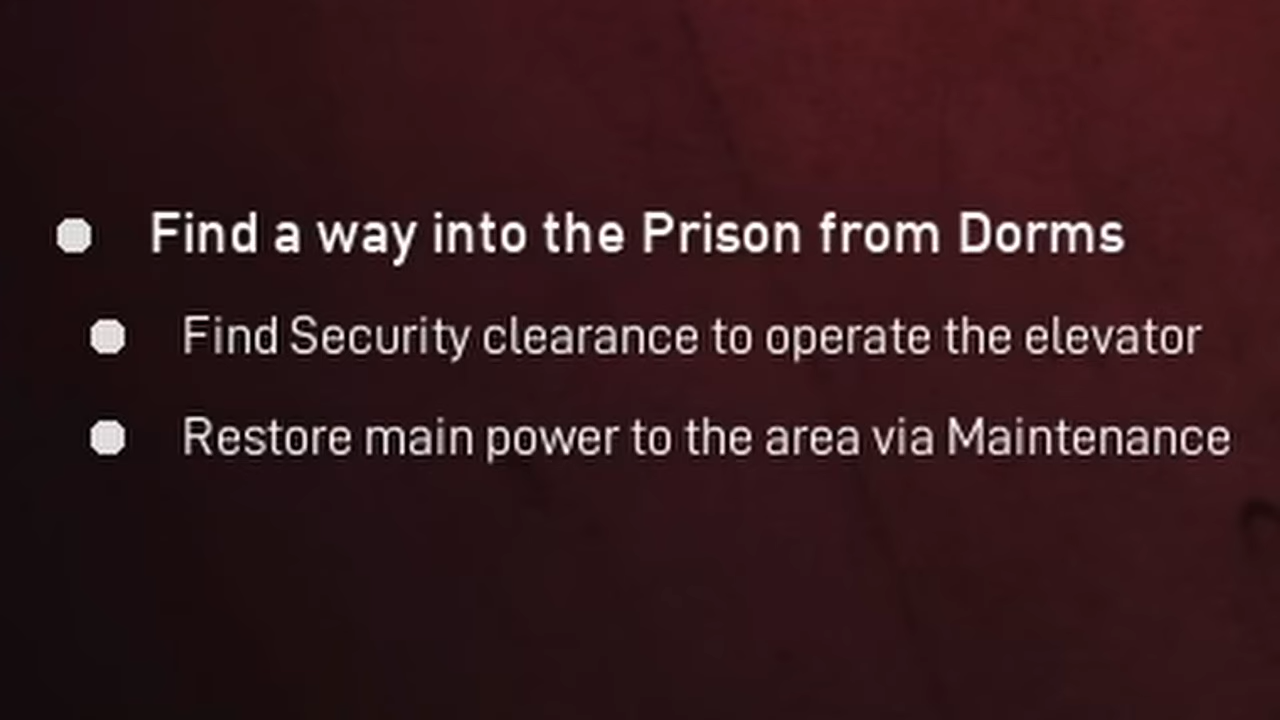 Find a way into the Prison from Dorms
Find Security clearance to operate the elevator
Restore main power to the area via Maintenance